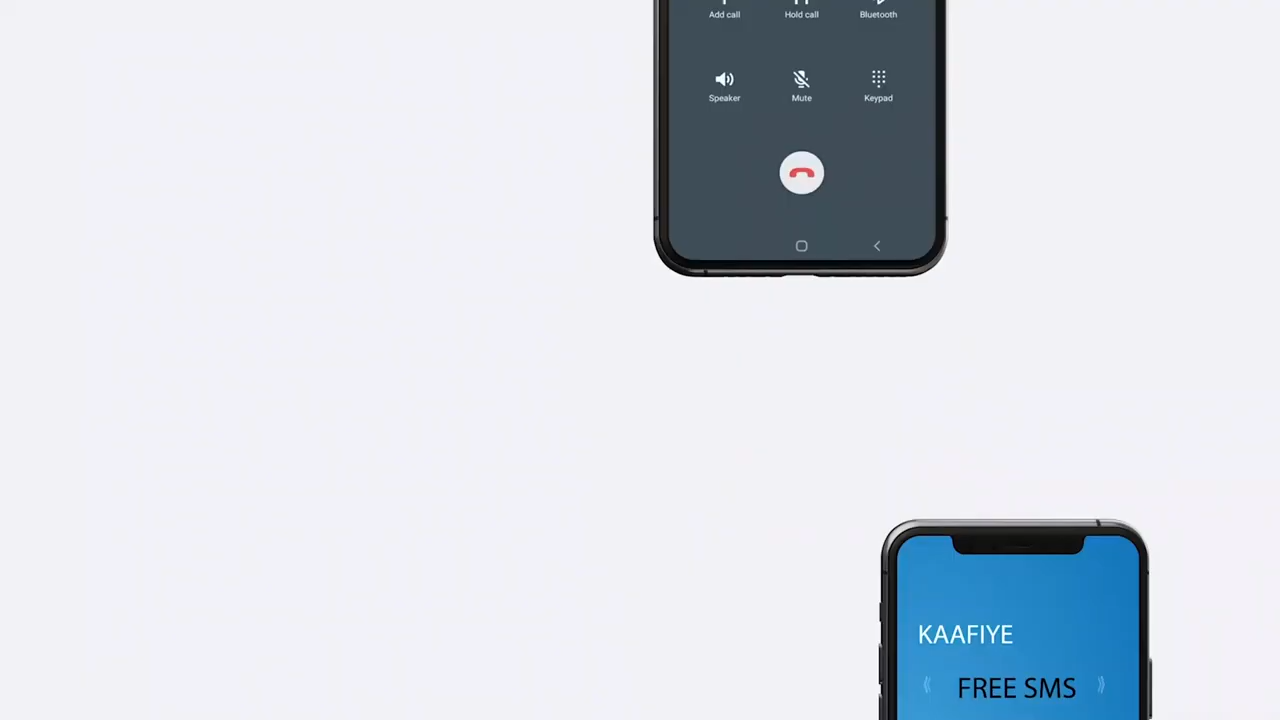 Add call Hold call Bluetooth
Speaker Mute Keypad
KAAFIYE
FREE SMS